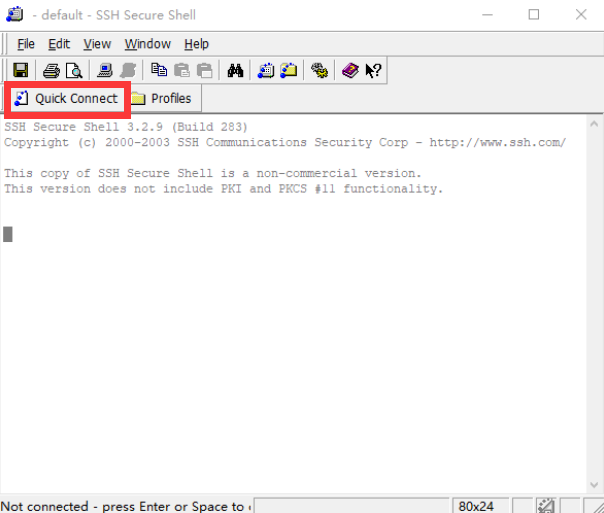 - default - SSH Secure Shell
File Edit View Window Help
Quick Connect Profiles
SSH Secure Shell 3.2.9 (Build 283)
Copyright (c) 2000-2003 SSH Communications Security Corp - http://www.ssh.com/
This copy of SSH Secure Shell is a non-commercial version.
This version does not include PKI and PKCS #11 functionality.
Not connected - press Enter or Space to
80x24